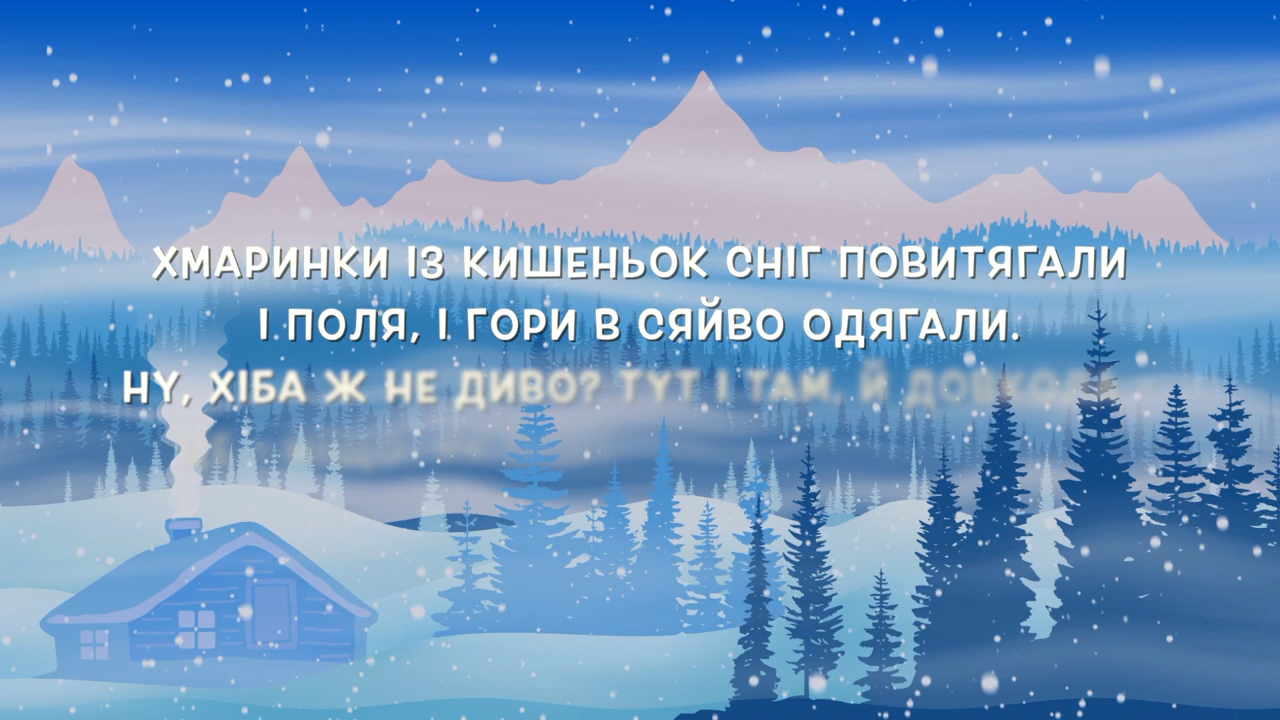 ХМАРИНКИ ІЗ КИШЕНЬОК СНІГ ПОВИТЯГАЛИ
І ПОЛЯ, І ГОРИ В СЯЙВО ОДЯГАЛИ.
НУ, ХІБА Ж НЕ ДИВО? ТУТ І ТАМ, Й